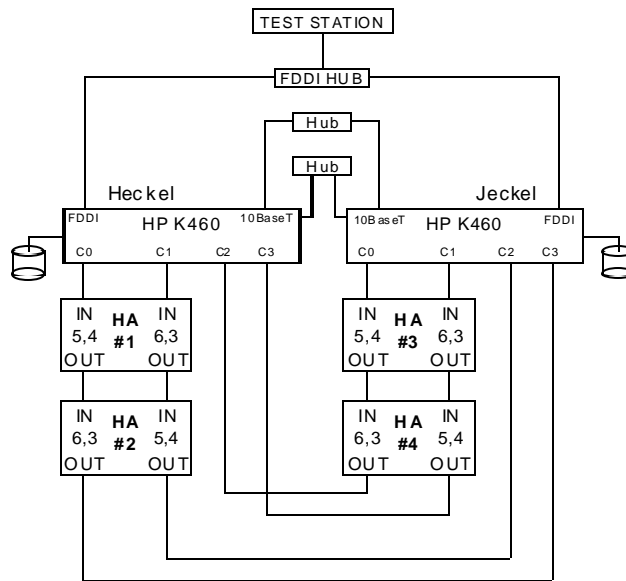 TEST STATION
FDDI HUB
Hub
Hub
Heckel
Jeckel
FDDI
HP K460
10BaseT
C0
C1
C2
C3
10BaseT
HP K460
FDDI
C0
C1
C2
C3
IN
5,4
OUT
HA
#1
IN
6,3
OUT
IN
5,4
OUT
HA
#3
IN
6,3
OUT
IN
6,3
OUT
HA
#2
IN
5,4
OUT
IN
6,3
OUT
HA
#4
IN
5,4
OUT